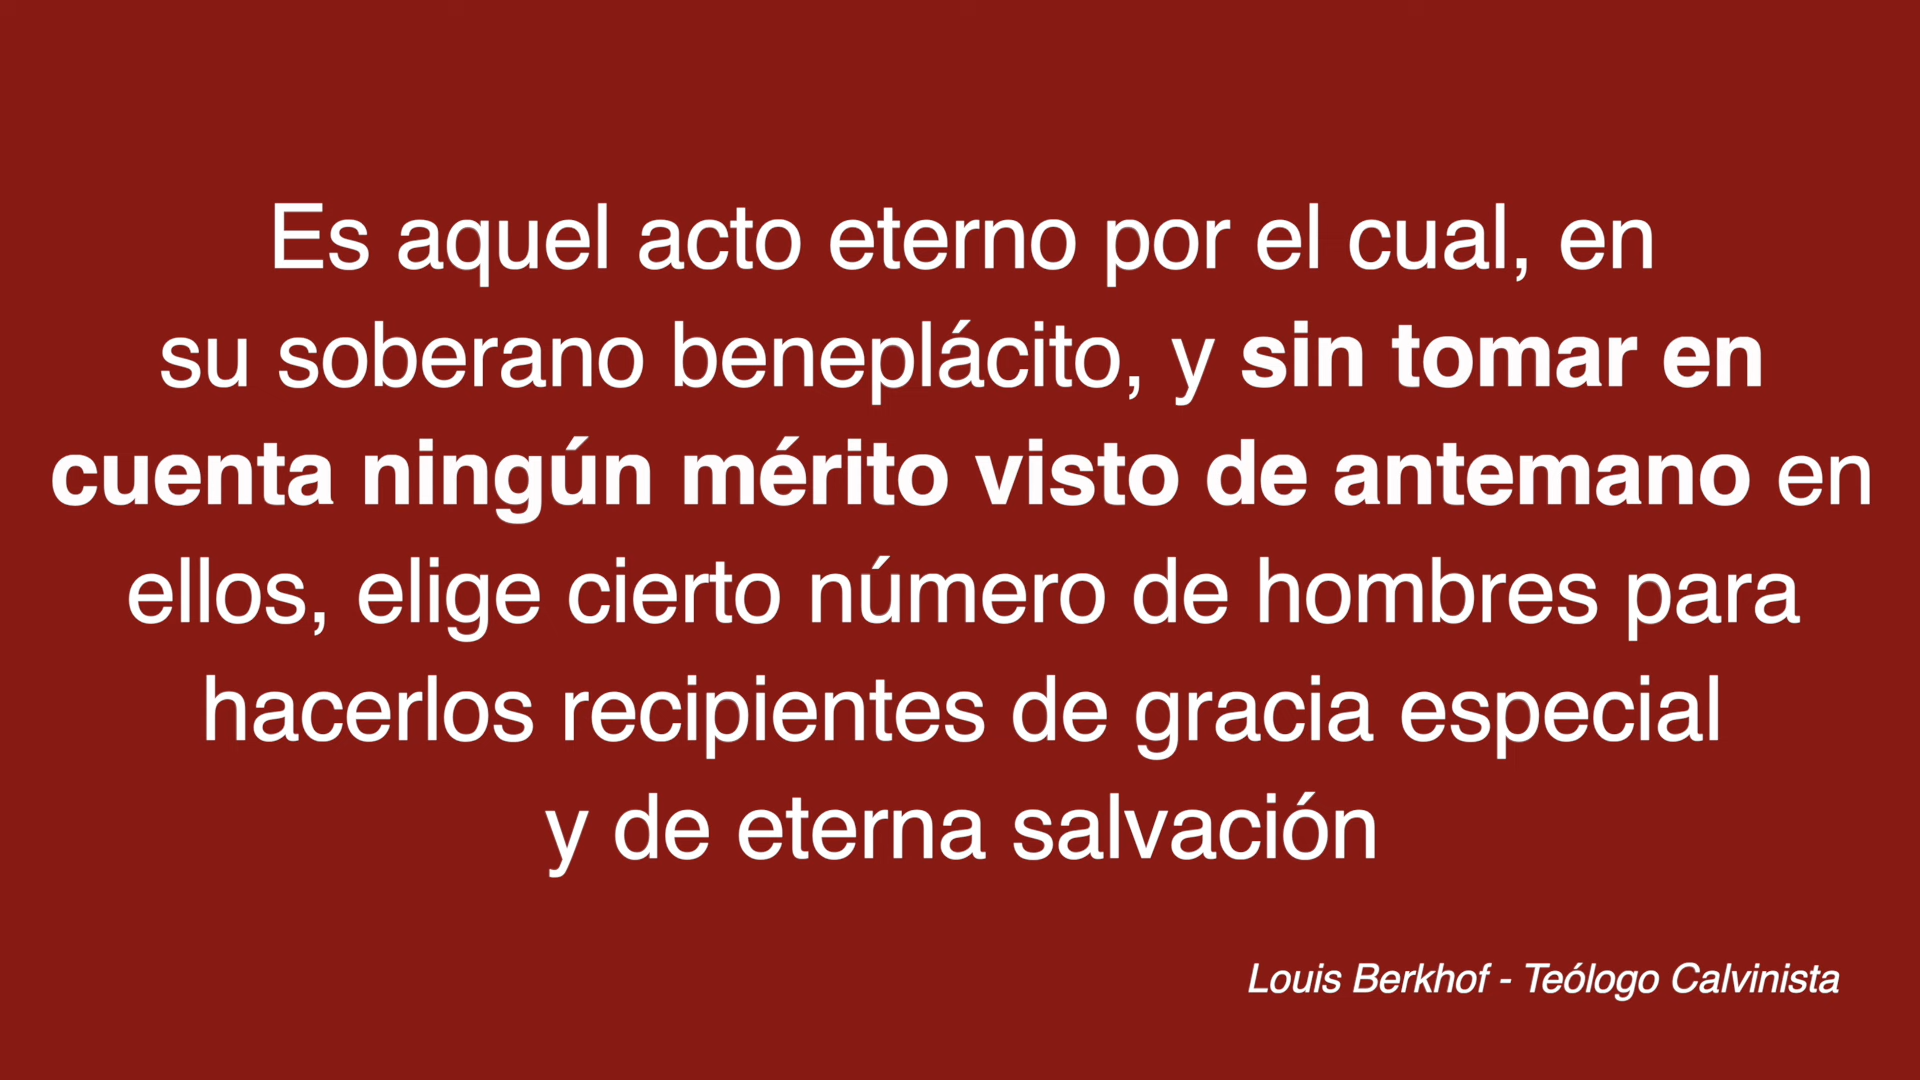 Es aquel acto eterno por el cual, en
su soberano beneplácito, y sin tomar en
cuenta ningún mérito visto de antemano en
ellos, elige cierto número de hombres para
hacerlos recipientes de gracia especial
y de eterna salvación
Louis Berkhof - Teólogo Calvinista